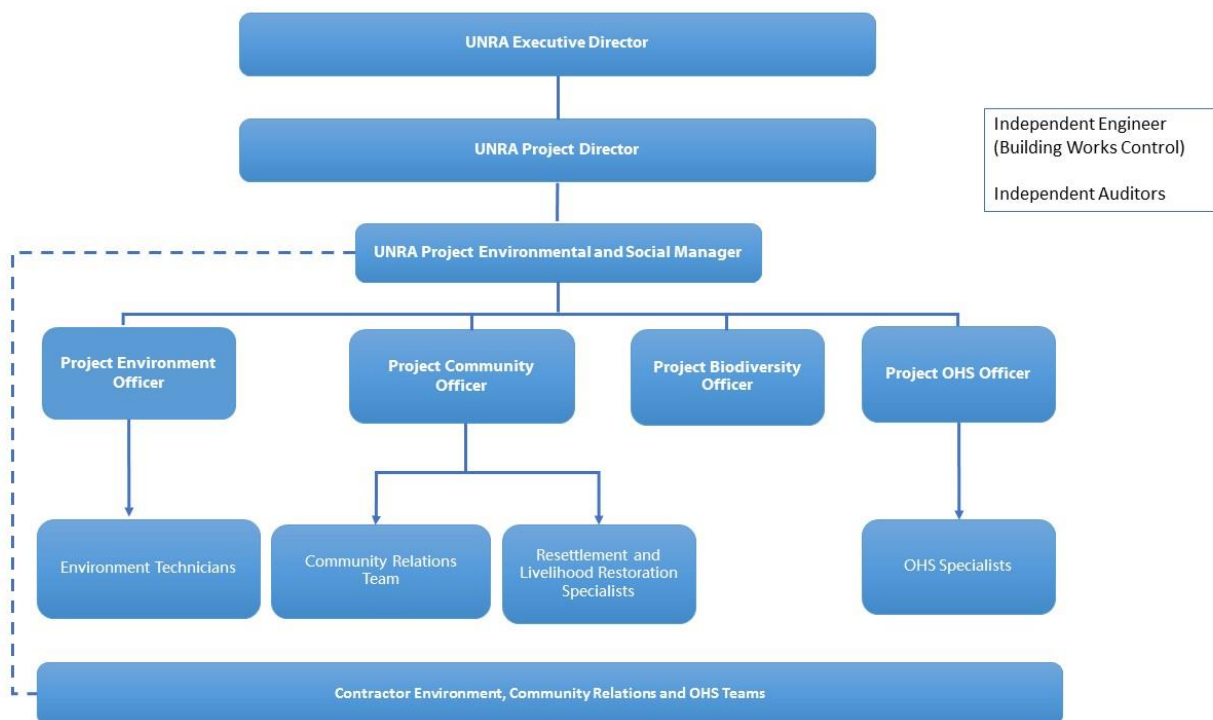 UNRA Executive Director
UNRA Project Director
Independent Engineer
(Building Works Control)
Independent Auditors
UNRA Project Environmental and Social Manager
Project Environment
Officer
Project Community
Officer
Project Biodiversity
Officer
Project OHS Officer
Environment Technicians
Community Relations
Team
Resettlement and
Livelihood Restoration
Specialists
OHS Specialists
Contractor Environment, Community Relations and OHS Teams